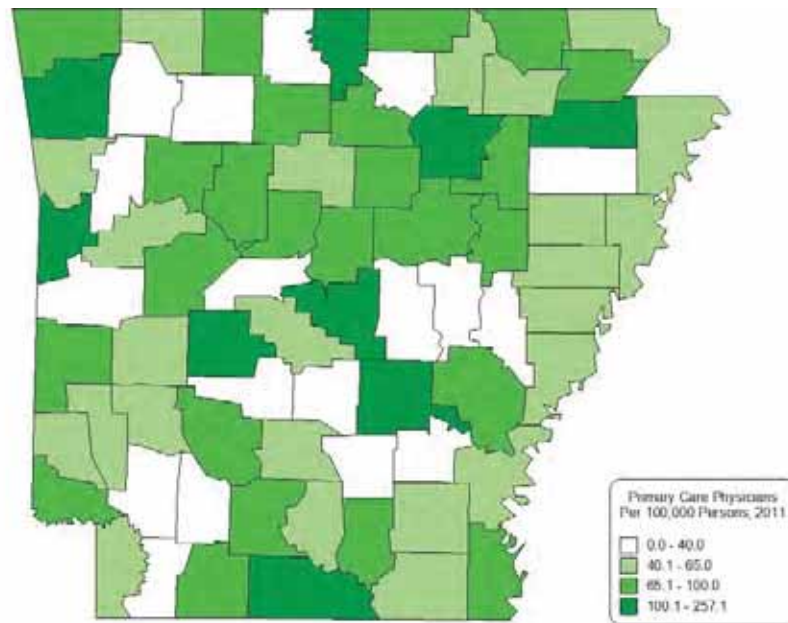 Primary Care Physicians
Per 100,000 Persons, 2011
0.0 - 40.0
40.1 - 65.0
65.1 - 100.0
100.1 - 257.1